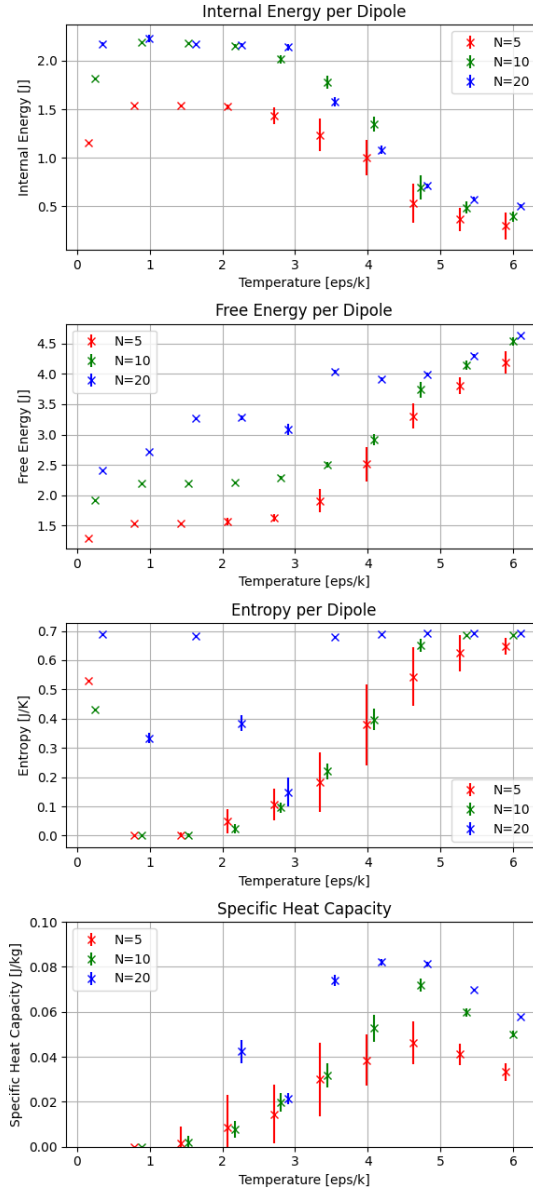 Internal Energy per Dipole
Internal Energy [J]
2.0
1.5
1.0
0.5
N=5
N=10
N=20
0 1 2 3 4 5 6
Temperature [eps/k]
Free Energy per Dipole
Free Energy [J]
4.5
4.0
3.5
3.0
2.5
2.0
1.5
N=5
N=10
N=20
0 1 2 3 4 5 6
Temperature [eps/k]
Entropy per Dipole
Entropy [J/K]
0.7
0.6
0.5
0.4
0.3
0.2
0.1
0.0
N=5
N=10
N=20
0 1 2 3 4 5 6
Temperature [eps/k]
Specific Heat Capacity
Specific Heat Capacity [J/kg]
0.10
0.08
0.06
0.04
0.02
0.00
N=5
N=10
N=20
0 1 2 3 4 5 6
Temperature [eps/k]